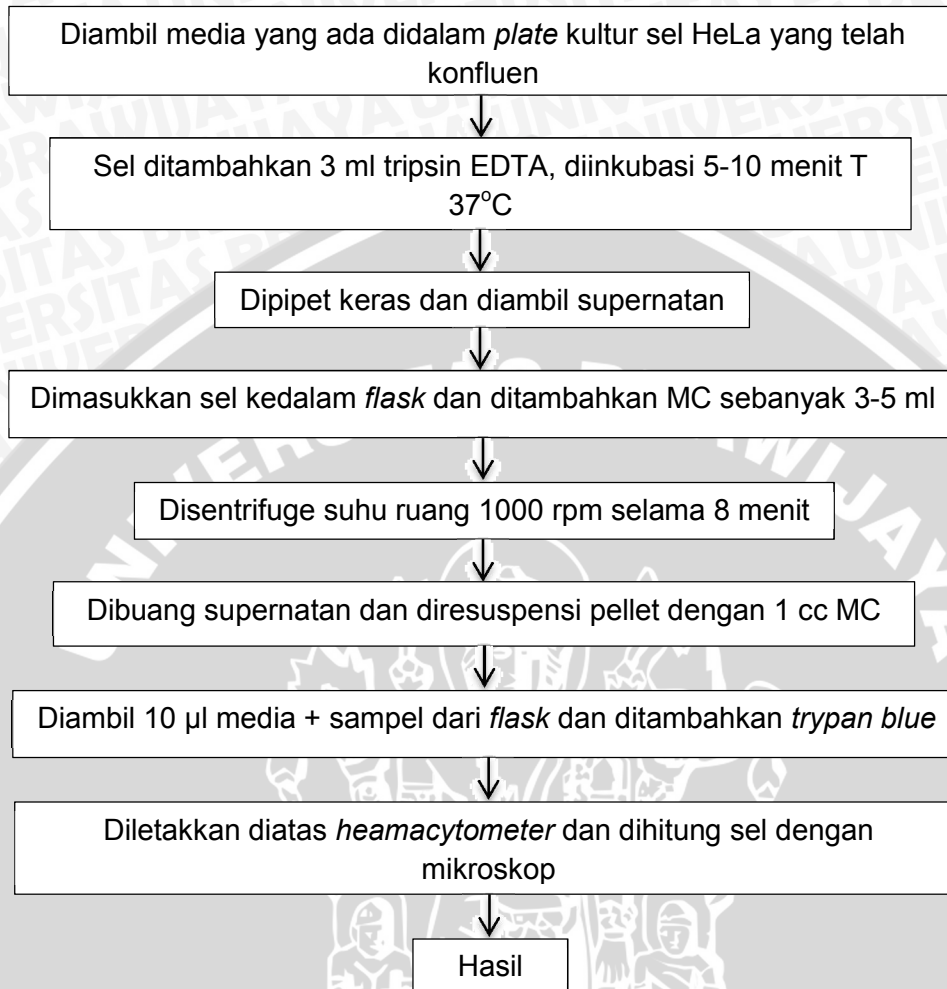 Diambil media yang ada didalam plate kultur sel HeLa yang telah
konfluen
Sel ditambahkan 3 ml tripsin EDTA, diinkubasi 5-10 menit T
37°C
Dipipet keras dan diambil supernatan
Dimasukkan sel kedalam flask dan ditambahkan MC sebanyak 3-5 ml
Disentrifuge suhu ruang 1000 rpm selama 8 menit
Dibuang supernatan dan diresuspensi pellet dengan 1 cc MC
Diambil 10 µl media + sampel dari flask dan ditambahkan trypan blue
Diletakkan diatas heamacytometer dan dihitung sel dengan
mikroskop
Hasil